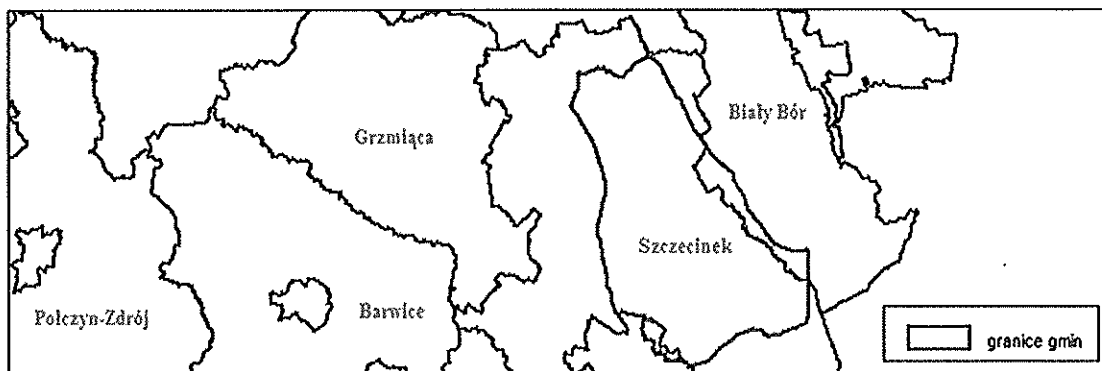 Biały Bór
Grzmiąca
Szczecinek
Barwice
Połczyn-Zdrój
granice gmin